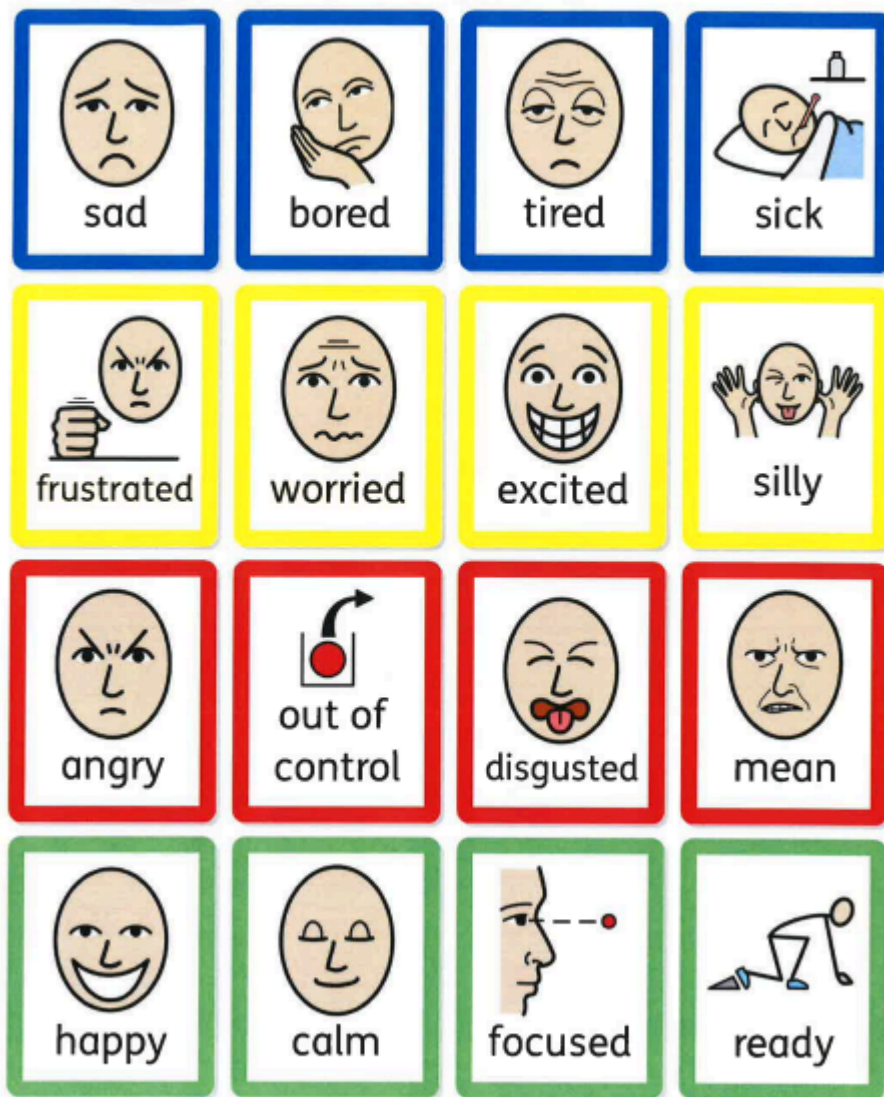 sad
bored
tired
sick
frustrated
worried
excited
silly
angry
out of
control
disgusted
mean
happy
calm
focused
ready